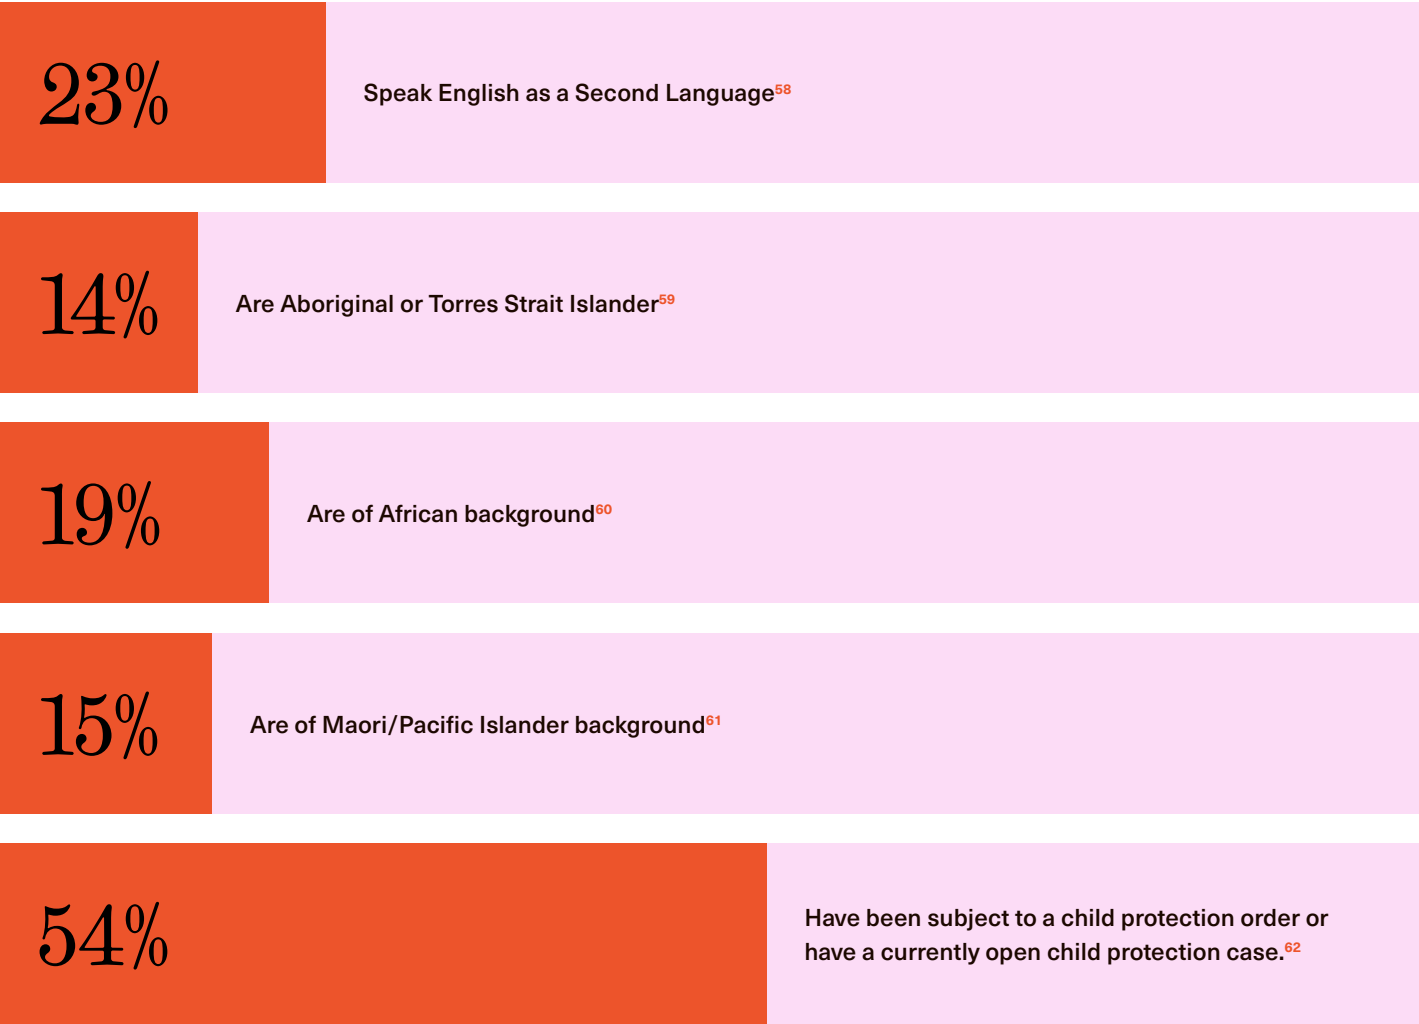 23%
Speak English as a Second Language58
14%
Are Aboriginal or Torres Strait Islander59
19%
Are of African background60
15%
Are of Maori/Pacific Islander background61
54%
Have been subject to a child protection order or
have a currently open child protection case.62